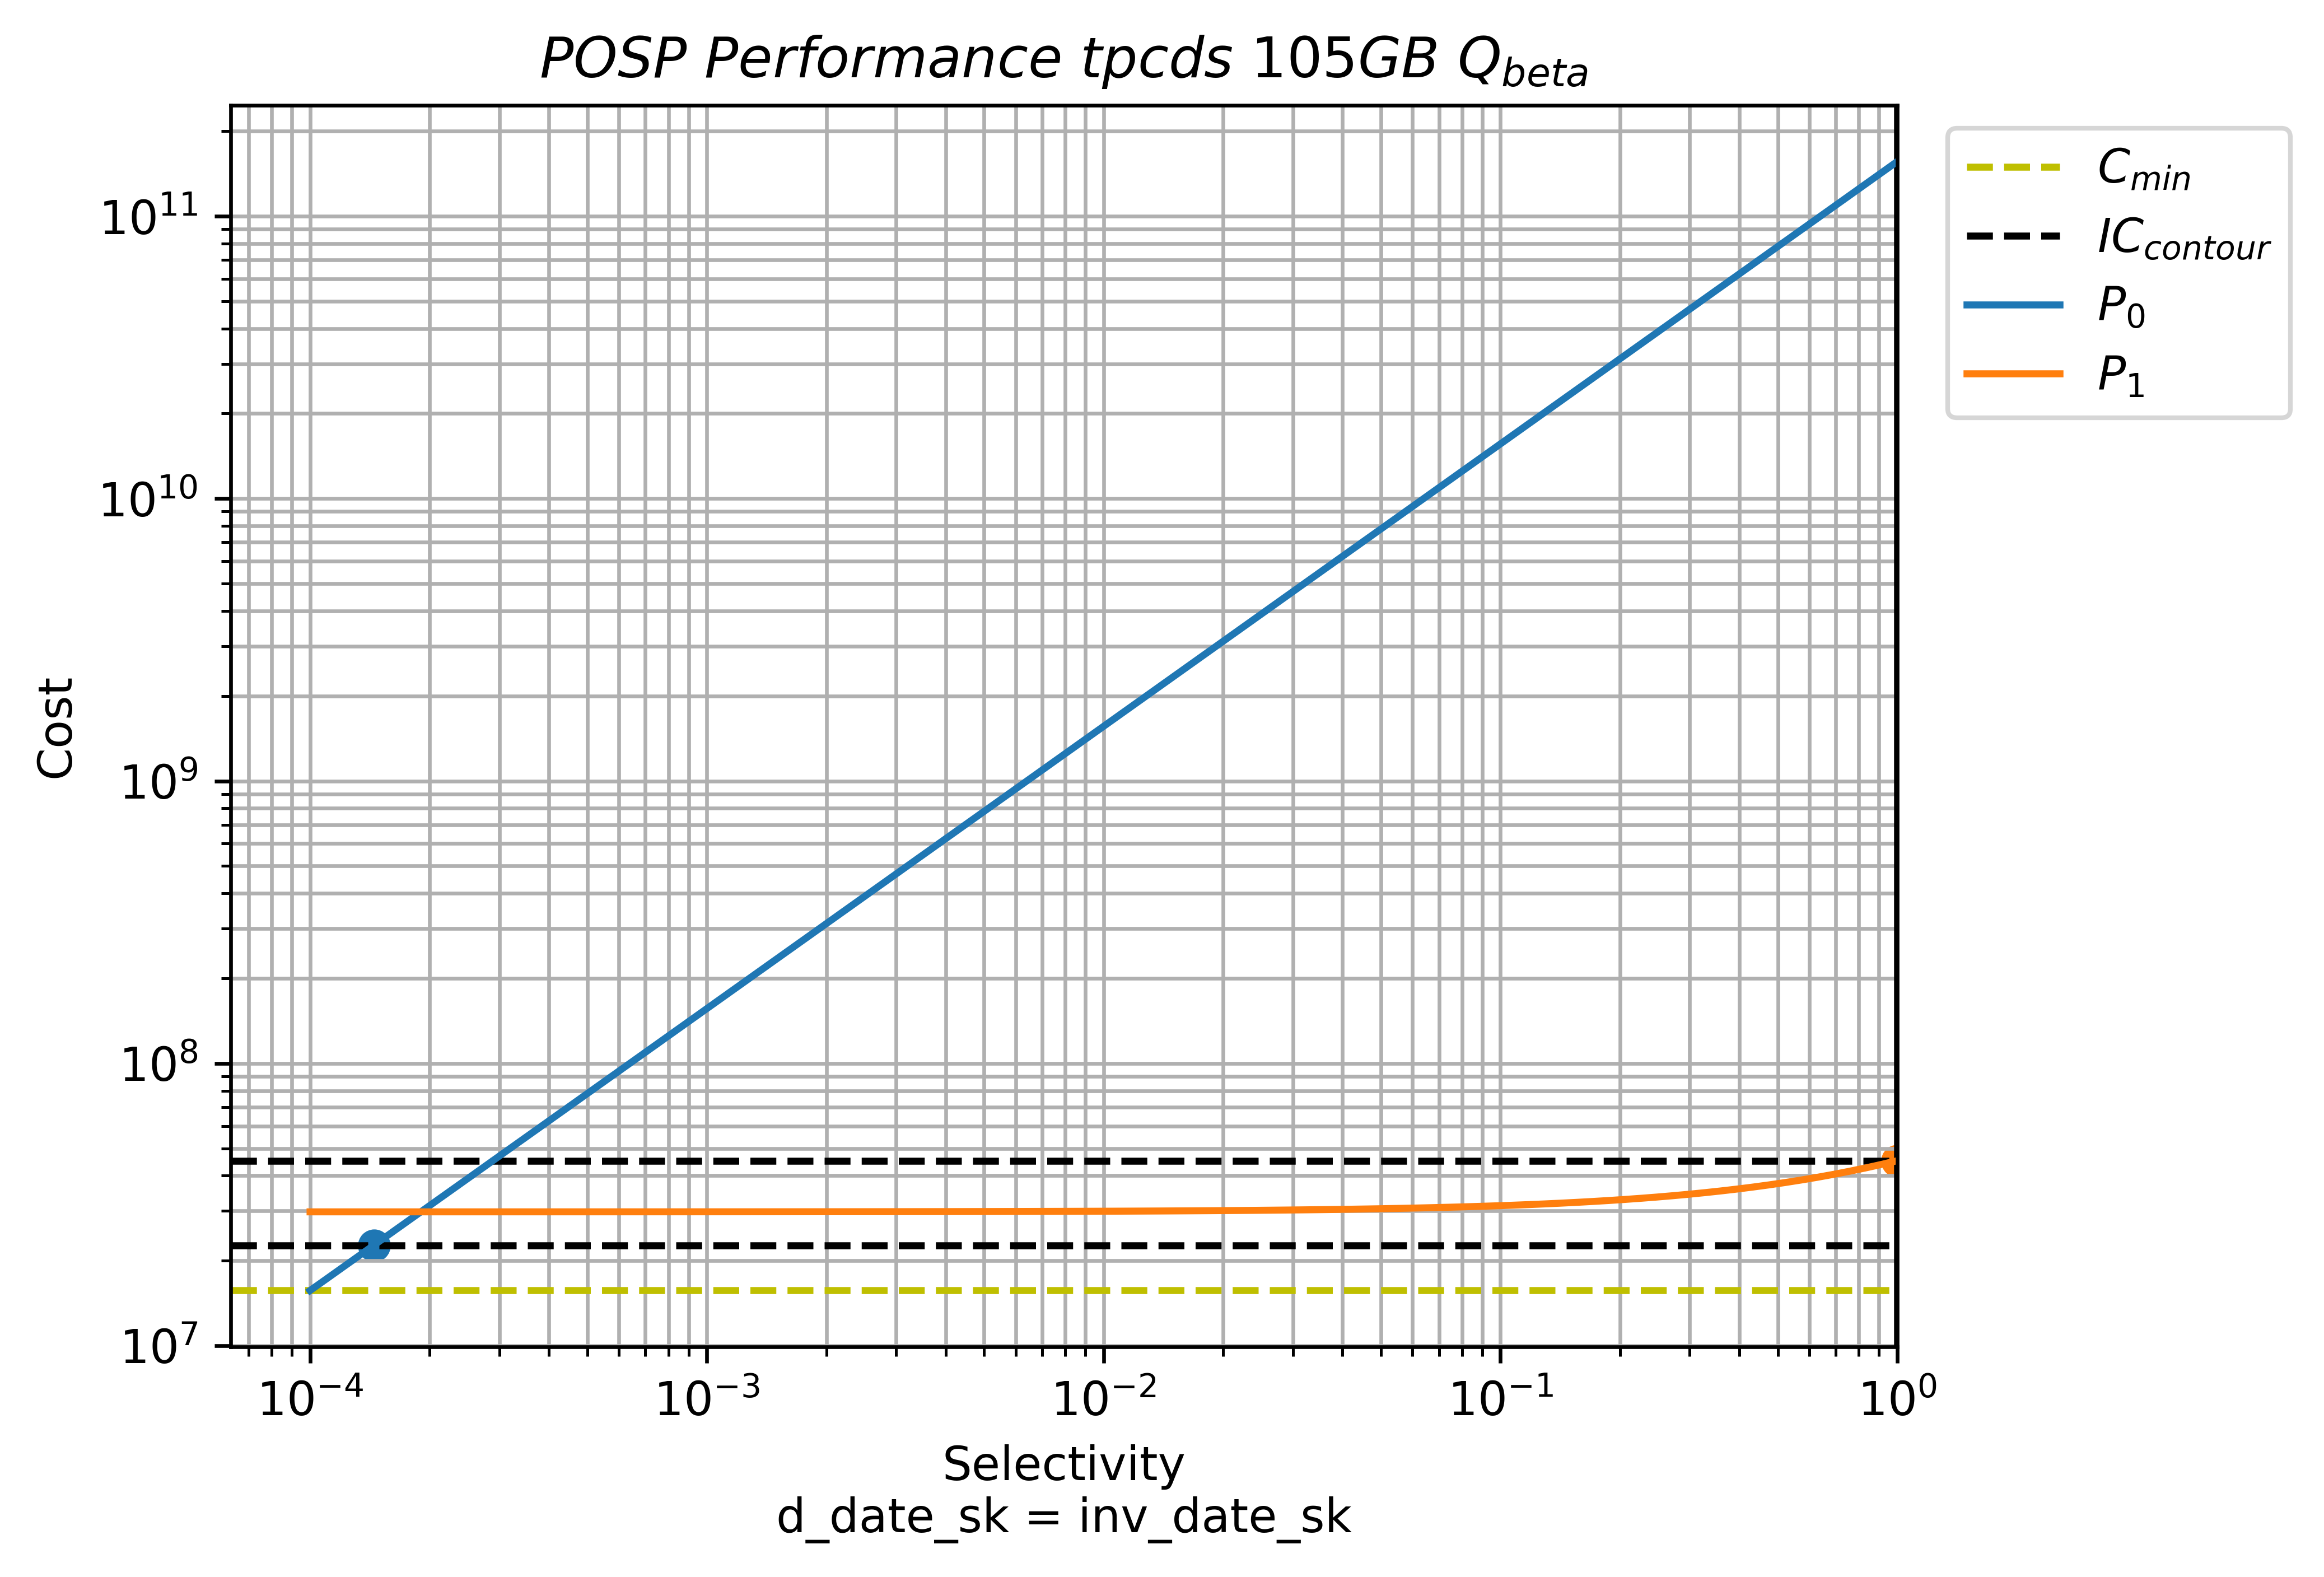 POSP Performance tpcds 105GB Q_beta
C_min
IC_contour
P_0
P_1
10^11
10^10
10^9
10^8
10^7
Cost
10^−4 10^−3 10^−2 10^−1 10^0
Selectivity
d_date_sk = inv_date_sk